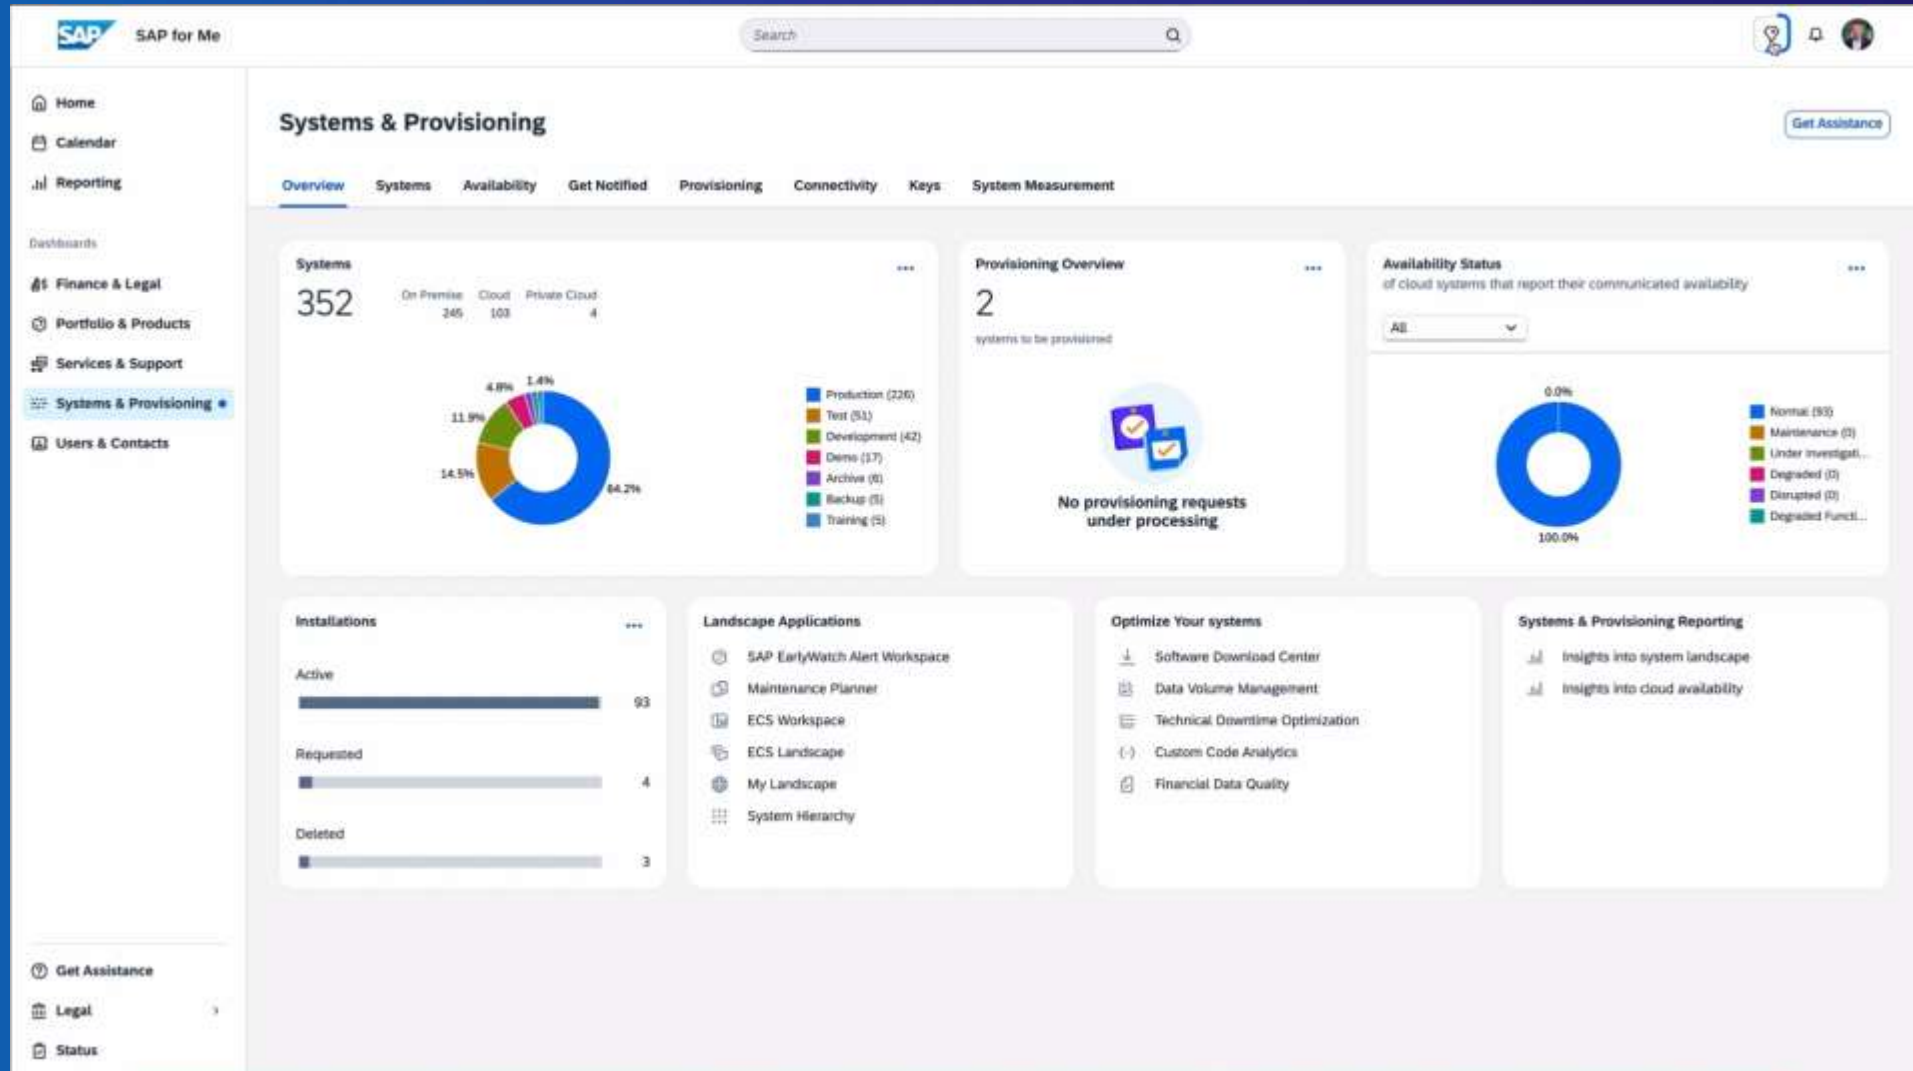 SAP
SAP for Me
Search
Home
Calendar
Reporting
Dashboards
Finance & Legal
Portfolio & Products
Services & Support
Systems & Provisioning
Users & Contacts
Get Assistance
Legal
Status
Systems & Provisioning
Get Assistance
Overview Systems Availability Get Notified Provisioning Connectivity Keys System Measurement
Systems
352
On Premise Cloud Private Cloud
245 103 4
4.8% 1.4%
11.9%
14.5%
64.2%
Production (226)
Test (51)
Development (42)
Demo (17)
Archive (6)
Backup (5)
Training (5)
Provisioning Overview
2
systems to be provisioned
No provisioning requests
under processing
Availability Status
of cloud systems that report their communicated availability
All
0.0%
100.0%
Normal (93)
Maintenance (0)
Under Investigati...
Degraded (0)
Disrupted (0)
Degraded Functi...
Installations
Active
93
Requested
4
Deleted
3
Landscape Applications
SAP EarlyWatch Alert Workspace
Maintenance Planner
ECS Workspace
ECS Landscape
My Landscape
System Hierarchy
Optimize Your systems
Software Download Center
Data Volume Management
Technical Downtime Optimization
Custom Code Analytics
Financial Data Quality
Systems & Provisioning Reporting
Insights into system landscape
Insights into cloud availability